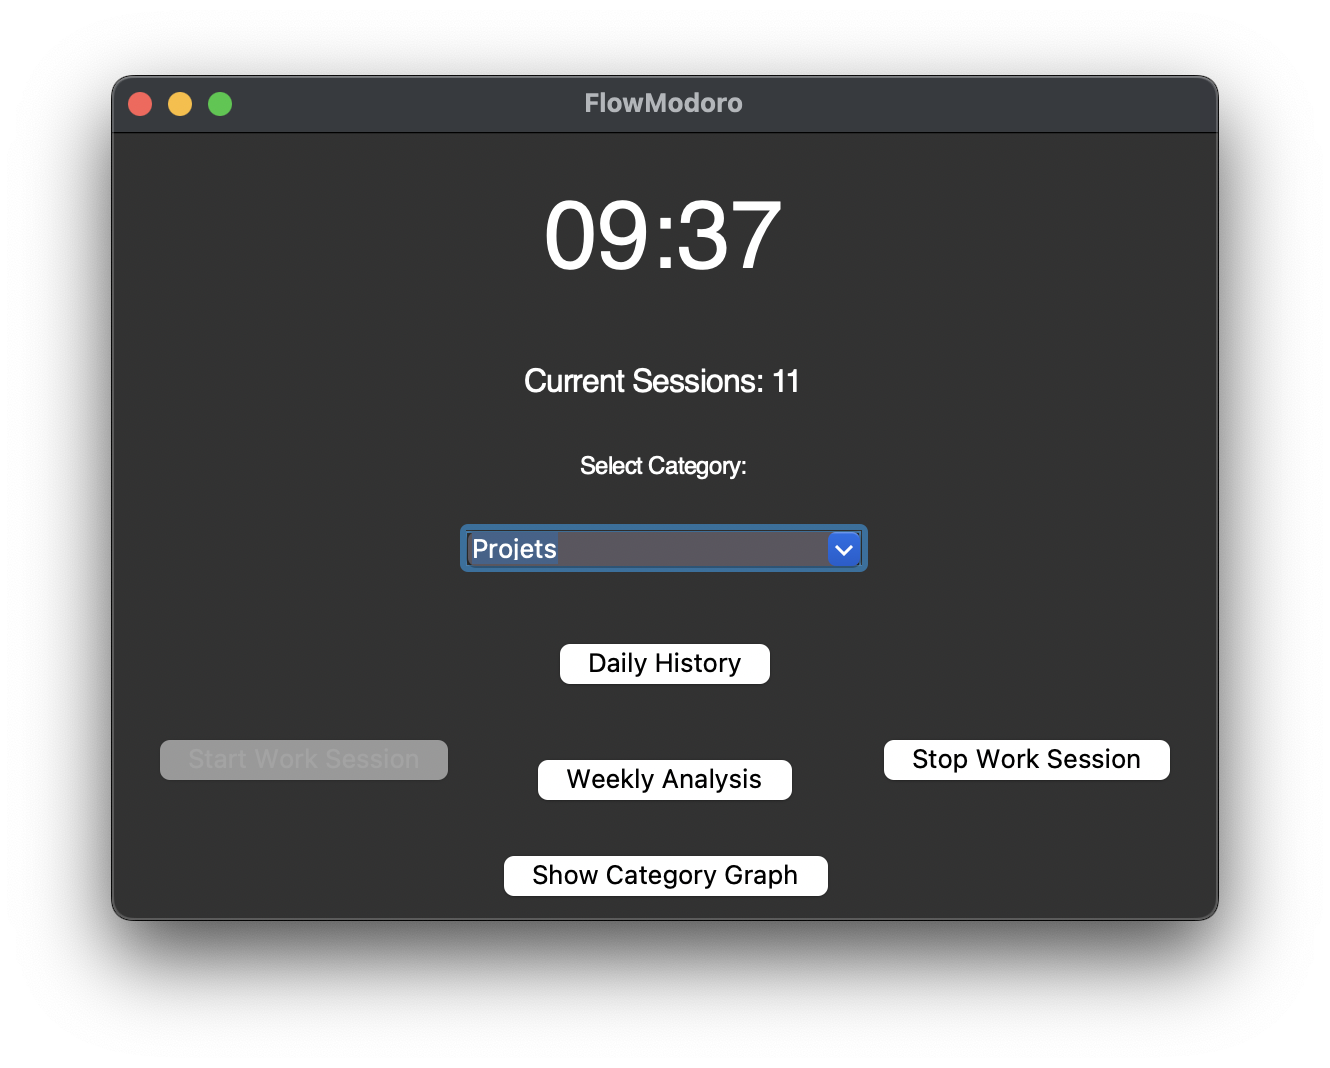 FlowModoro
09:37
Current Sessions: 11
Select Category:
Projets
Daily History
Start Work Session
Weekly Analysis
Stop Work Session
Show Category Graph